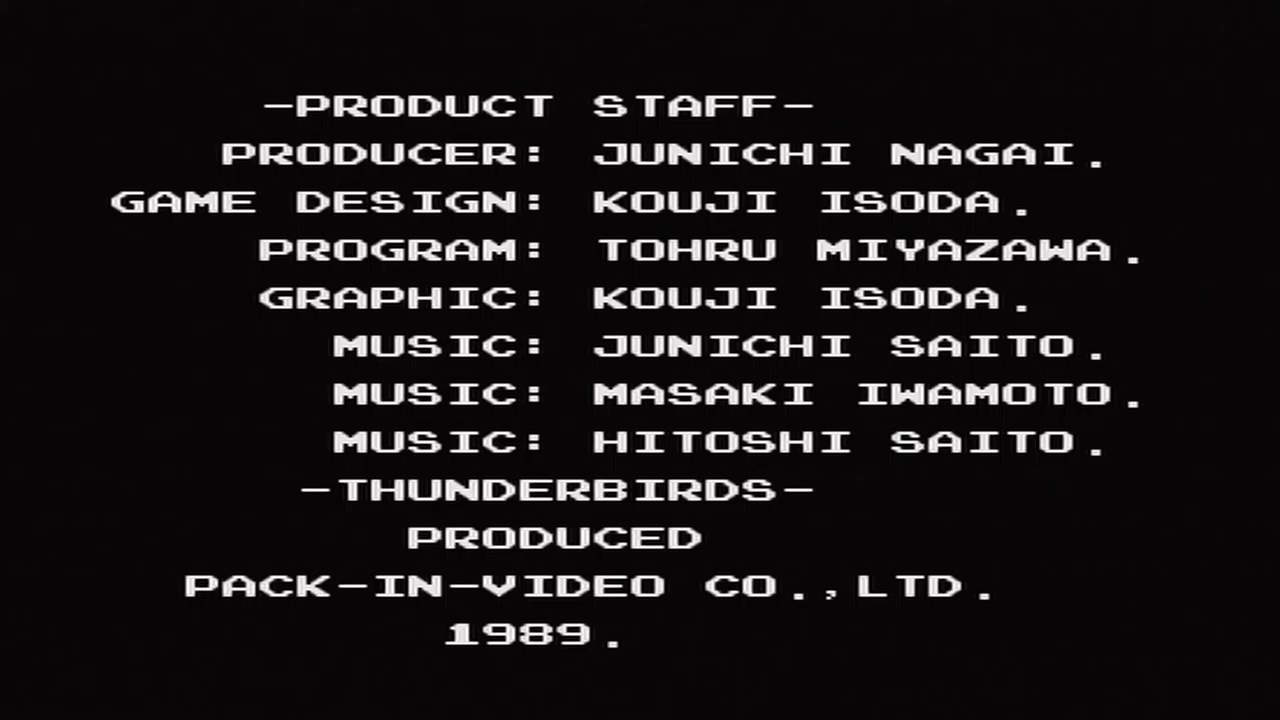 -PRODUCT STAFF-
PRODUCER: JUNICHI NAGAI.
GAME DESIGN: KOUJI ISODA.
PROGRAM: TOHRU MIYAZAWA.
GRAPHIC: KOUJI ISODA.
MUSIC: JUNICHI SAITO.
MUSIC: MASAKI IWAMOTO.
MUSIC: HITOSHI SAITO.
-THUNDERBIRDS-
PRODUCED
PACK-IN-VIDEO CO.,LTD.
1989.